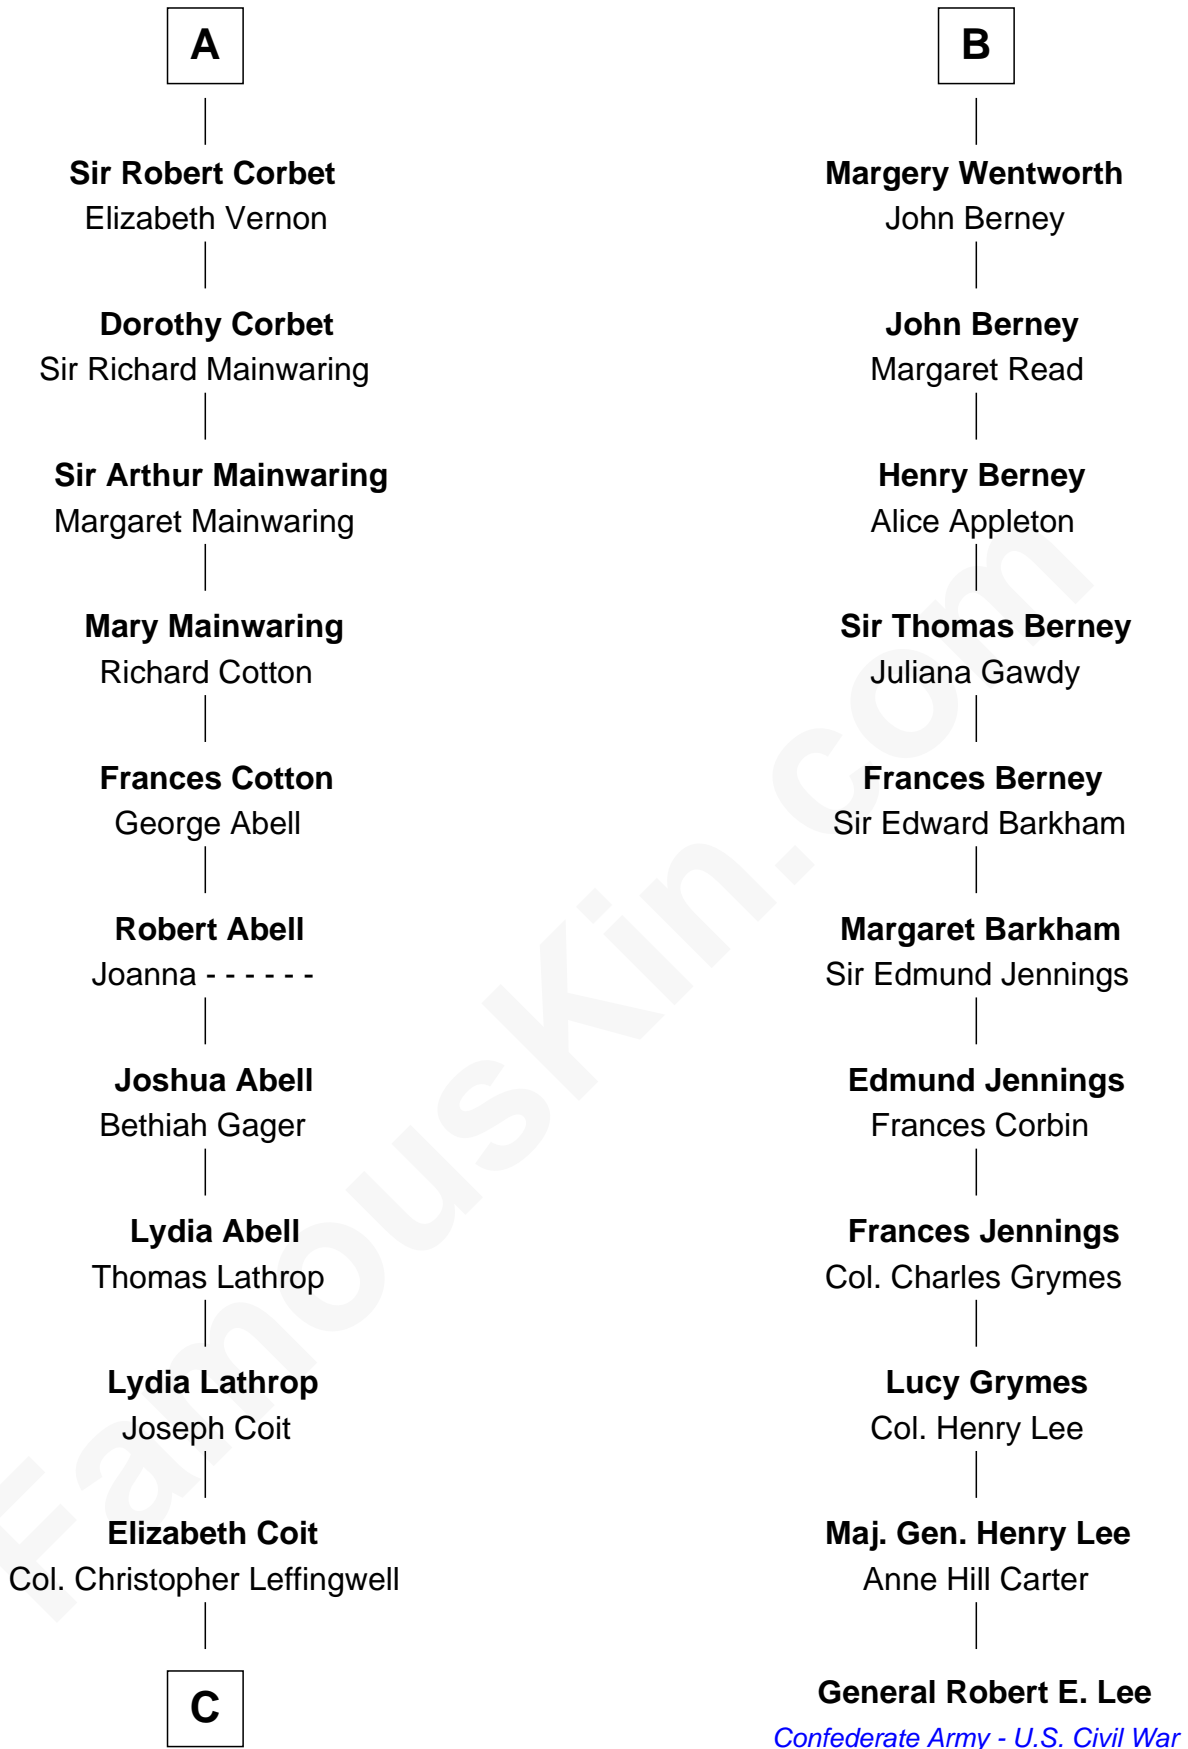 A
Sir Robert Corbet
Elizabeth Vernon
Dorothy Corbet
Sir Richard Mainwaring
Sir Arthur Mainwaring
Margaret Mainwaring
Mary Mainwaring
Richard Cotton
Frances Cotton
George Abell
Robert Abell
Joanna - - - - - -
Joshua Abell
Bethiah Gager
Lydia Abell
Thomas Lathrop
Lydia Lathrop
Joseph Coit
Elizabeth Coit
Col. Christopher Leffingwell
C
B
Margery Wentworth
John Berney
John Berney
Margaret Read
Henry Berney
Alice Appleton
Sir Thomas Berney
Juliana Gawdy
Frances Berney
Sir Edward Barkham
Margaret Barkham
Sir Edmund Jennings
Edmund Jennings
Frances Corbin
Frances Jennings
Col. Charles Grymes
Lucy Grymes
Col. Henry Lee
Maj. Gen. Henry Lee
Anne Hill Carter
General Robert E. Lee
Confederate Army - U.S. Civil War
FamousKin.com